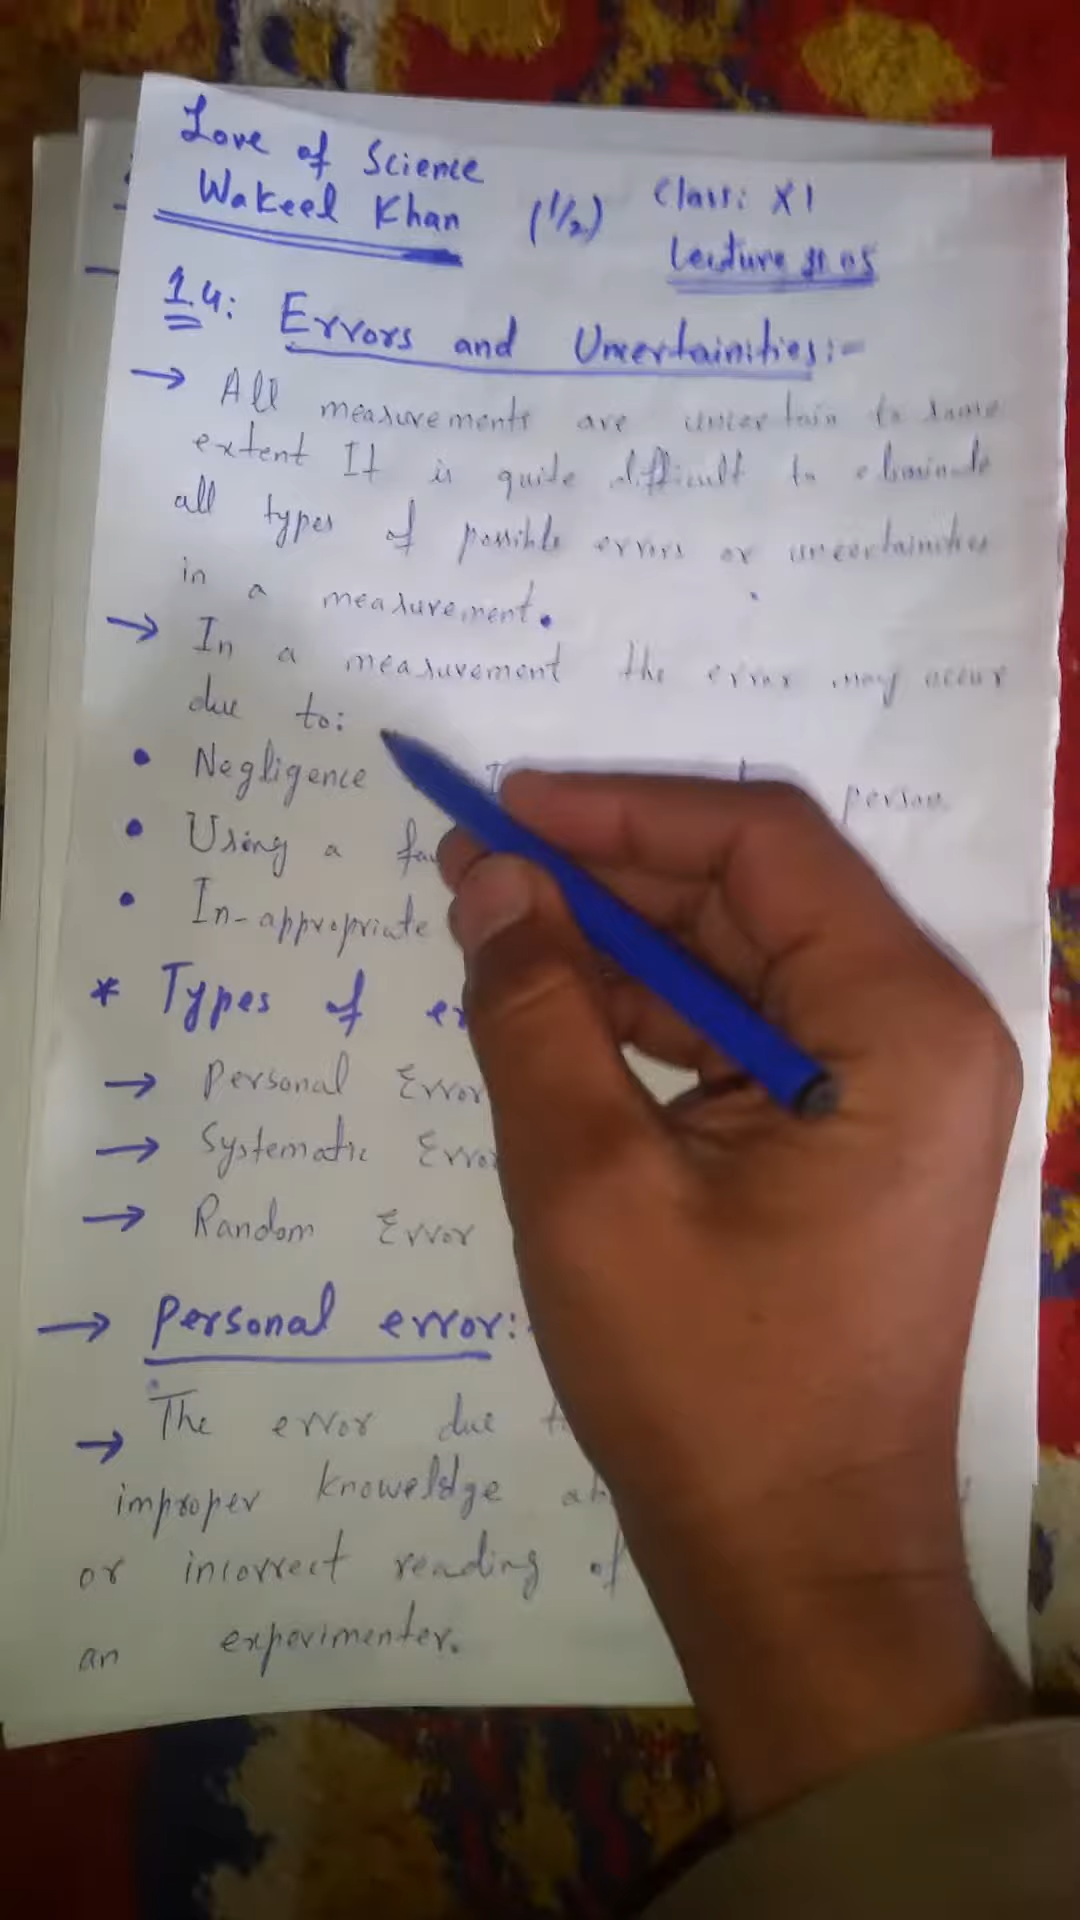 Love of Science
Wakeel Khan (1/2) Class: XI
Lecture # 05
1.4: Errors and Uncertainities:-
→ All measurements are uncertain to some
extent It is quite difficult to eliminate
all types of possible errors or uncertainities
in a measurement.
→ In a measurement the error may occur
due to:
• Negligence person
• Using a
• In-appropriate
* Types of
→ Personal Error
→ Systematic Error
→ Random Error
→ Personal error:
→ The error due
improper knoweldge
or incorrect reading of
an experimenter.